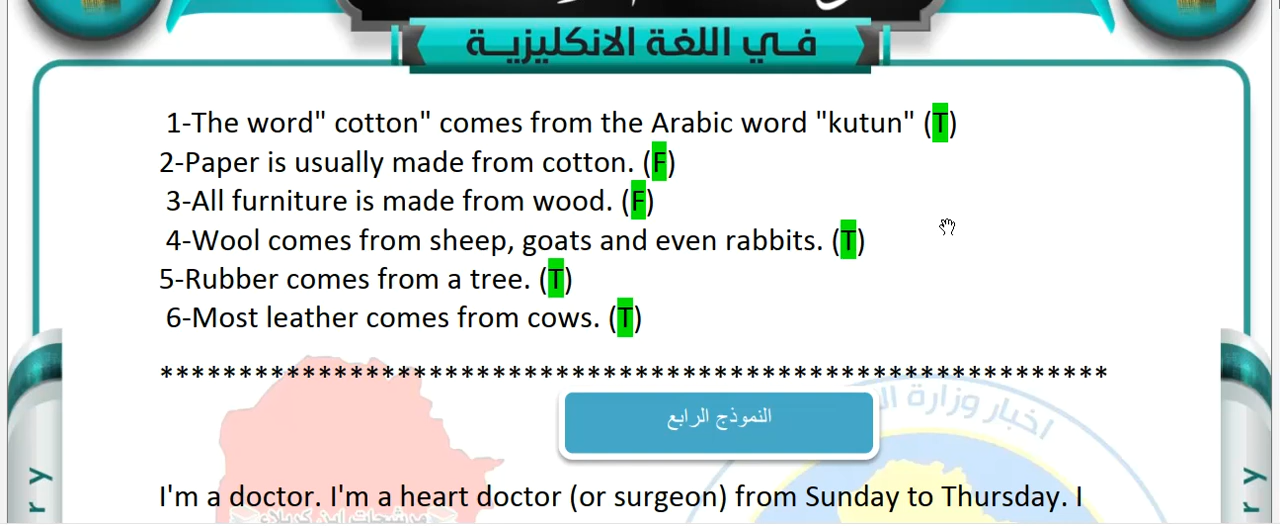 في اللغة الانكليزية
1-The word" cotton" comes from the Arabic word "kutun" (T)
2-Paper is usually made from cotton. (F)
3-All furniture is made from wood. (F)
4-Wool comes from sheep, goats and even rabbits. (T)
5-Rubber comes from a tree. (T)
6-Most leather comes from cows. (T)
************************************************************
النموذج الرابع
اخبار وزارة
I'm a doctor. I'm a heart doctor (or surgeon) from Sunday to Thursday. I
r y
r y